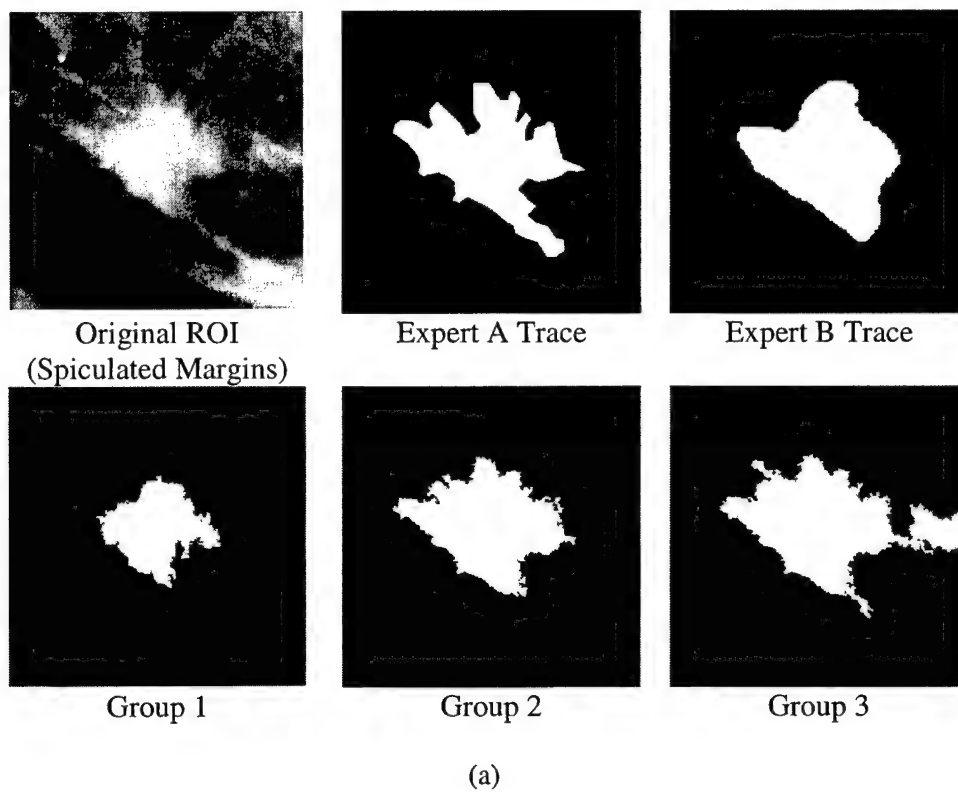 Original ROI
(Spiculated Margins)
Expert A Trace
Expert B Trace
Group 1
Group 2
Group 3
(a)